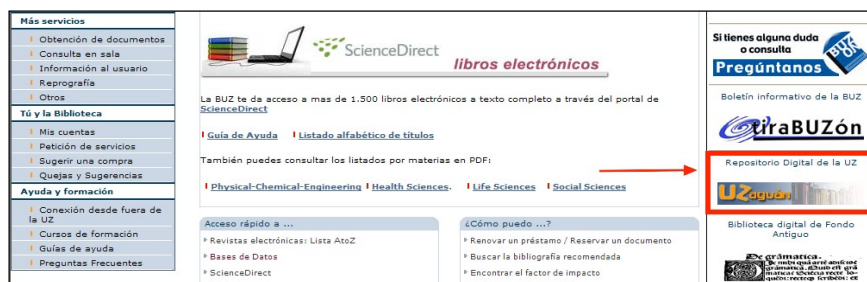 Más servicios
Obtención de documentos
Consulta en sala
Información al usuario
Reprografía
Otros
Tú y la Biblioteca
Mis cuentas
Petición de servicios
Sugerir una compra
Quejas y Sugerencias
Ayuda y formación
Conexión desde fuera de
la UZ
Cursos de formación
Guías de ayuda
Preguntas Frecuentes
ScienceDirect
libros electrónicos
La BUZ te da acceso a mas de 1.500 libros electrónicos a texto completo a través del portal de
ScienceDirect
Guía de Ayuda Listado alfabético de títulos
También puedes consultar los listados por materias en PDF:
Physical-Chemical-Engineering Health Sciences. Life Sciences Social Sciences
Acceso rápido a ...
Revistas electrónicas: Lista AtoZ
Bases de Datos
ScienceDirect
¿Cómo puedo ...?
Renovar un préstamo / Reservar un documento
Buscar la bibliografía recomendada
Encontrar el factor de impacto
Si tienes alguna duda
o consulta
Pregúntanos
BUZÓN
Boletín informativo de la BUZ
tiraBUZón
Repositorio Digital de la UZ
UZaguán
Biblioteca digital de Fondo
Antiguo
De grãmatica.